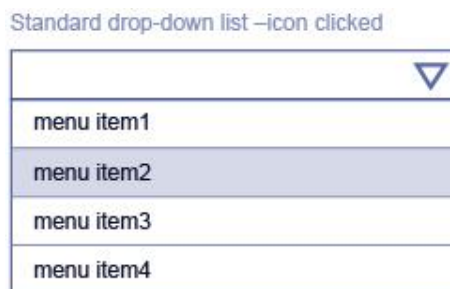 Standard drop-down list –icon clicked
menu item1
menu item2
menu item3
menu item4